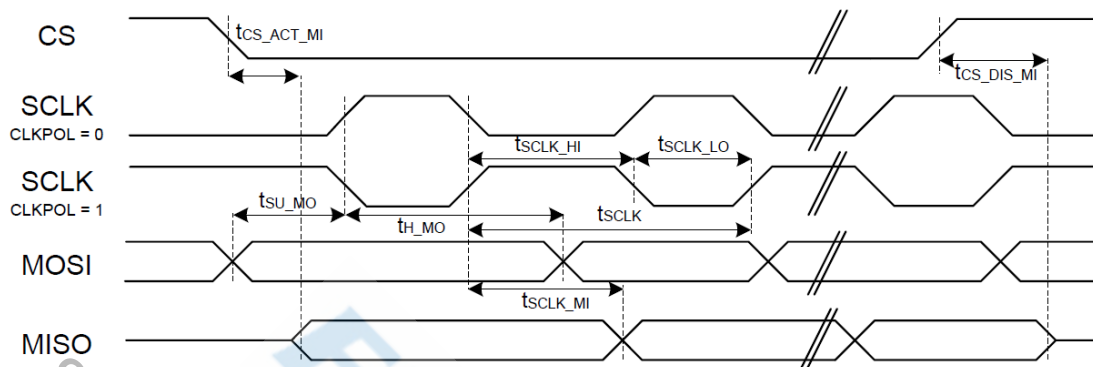 CS
tCS_ACT_MI
tCS_DIS_MI
SCLK
CLKPOL = 0
tSCLK_HI
tSCLK_LO
SCLK
CLKPOL = 1
tSU_MO
tH_MO
tSCLK
MOSI
tSCLK_MI
MISO